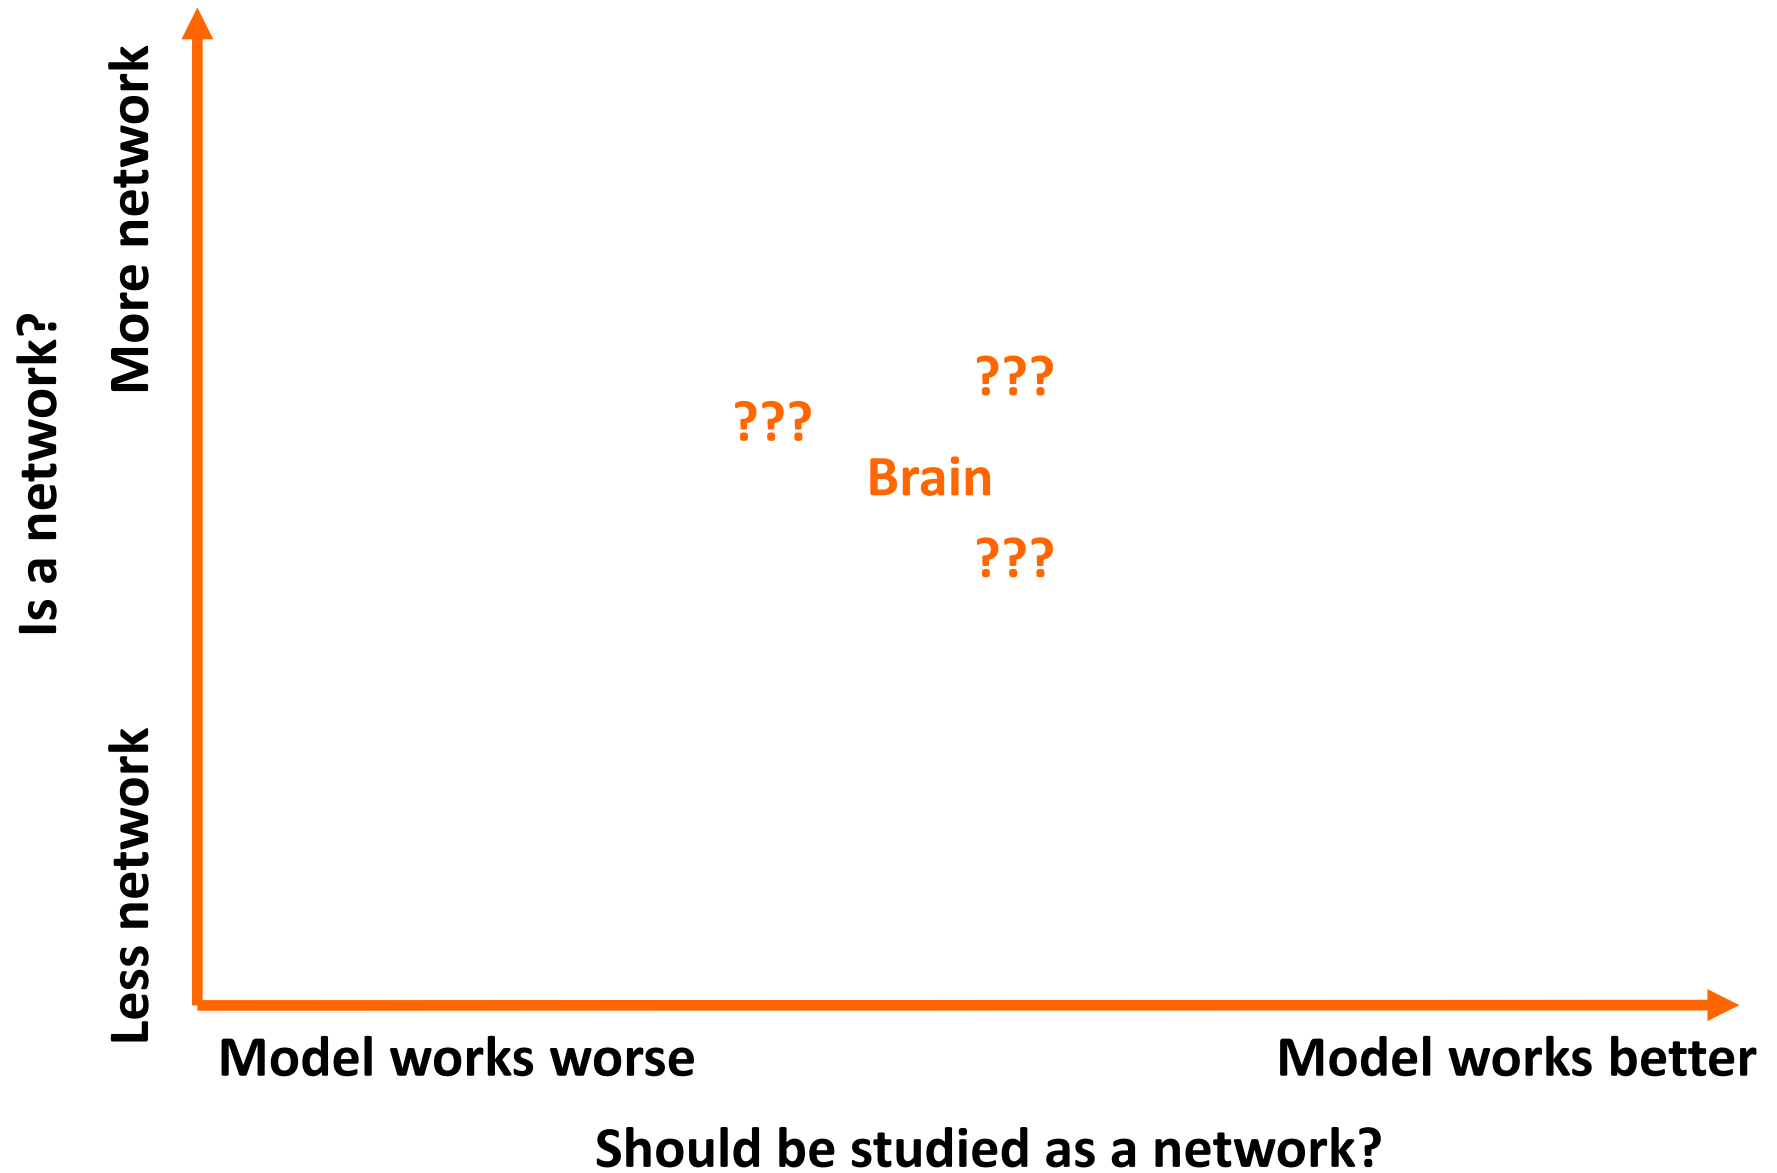 Is a network?
More network
Less network
???
???
Brain
???
Model works worse
Model works better
Should be studied as a network?